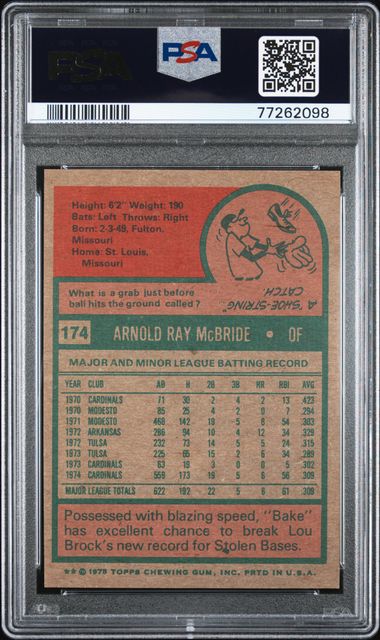 PSA
PSA
77262098
Height: 6'2" Weight: 190
Bats: Left Throws: Right
Born: 2-3-49, Fulton,
Missouri
Home: St. Louis,
Missouri
What is a grab just before
ball hits the ground called?
A "SHOE-STRING"
CATCH.
174 ARNOLD RAY McBRIDE • OF
MAJOR AND MINOR LEAGUE BATTING RECORD
YEAR CLUB AB H 2B 3B HR RBI AVG
1970 CARDINALS 71 30 2 4 2 13 .423
1970 MODESTO 85 25 4 2 0 7 .294
1971 MODESTO 468 142 18 5 6 54 .303
1972 ARKANSAS 286 94 10 4 12 34 .329
1972 TULSA 232 73 14 5 5 24 .315
1973 TULSA 225 65 15 2 6 34 .289
1973 CARDINALS 63 19 3 0 0 5 .302
1974 CARDINALS 559 173 19 5 6 56 .309
MAJOR LEAGUE TOTALS 622 192 22 5 6 61 .309
Possessed with blazing speed, "Bake"
has excellent chance to break Lou
Brock's new record for Stolen Bases.
★★ © 1975 TOPPS CHEWING GUM, INC. PRTD IN U.S.A.